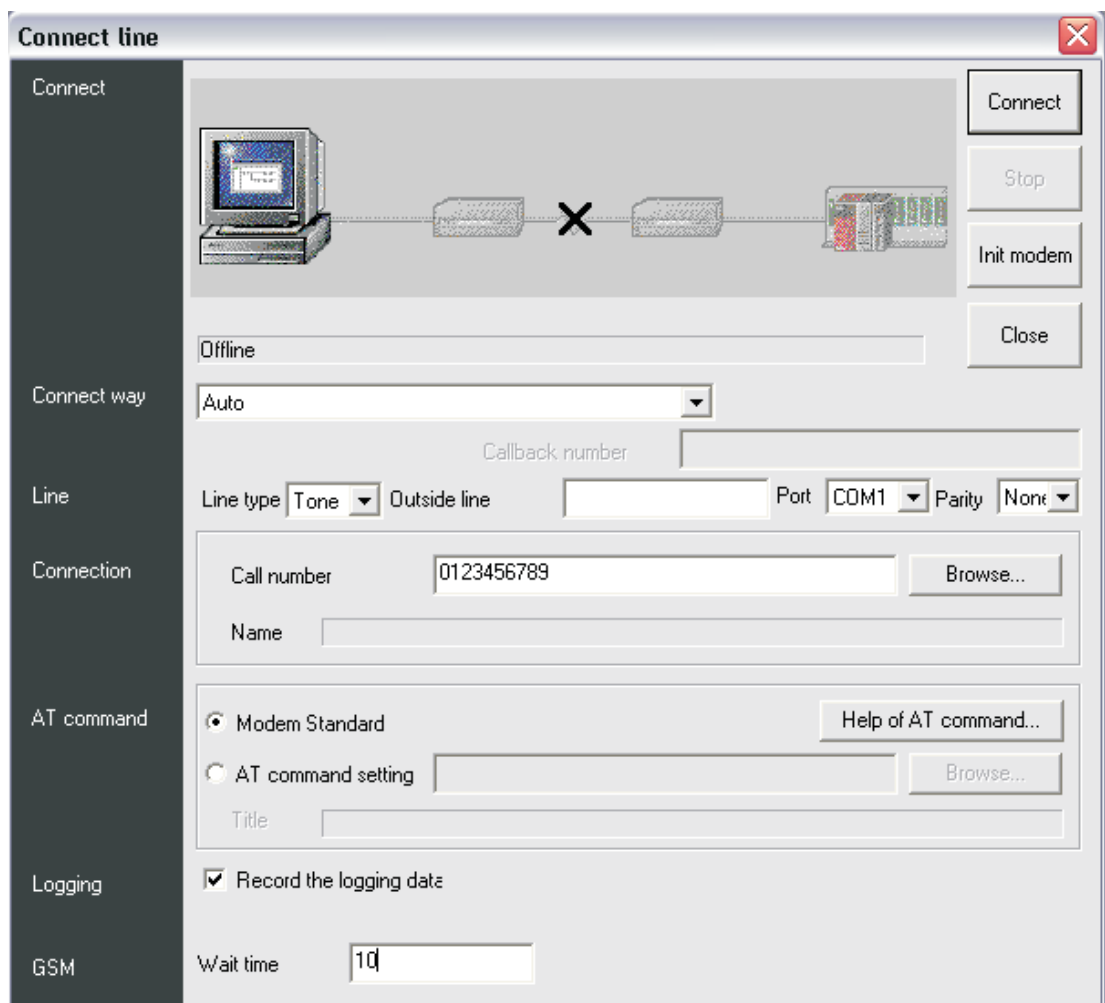 Connect line
Connect
Connect
Stop
Init modem
Close
Offline
Connect way
Auto
Callback number
Line
Line type Tone Outside line Port COM1 Parity None
Connection
Call number 0123456789 Browse...
Name
AT command
Modem Standard Help of AT command...
AT command setting Browse...
Title
Logging
Record the logging data
GSM
Wait time 10